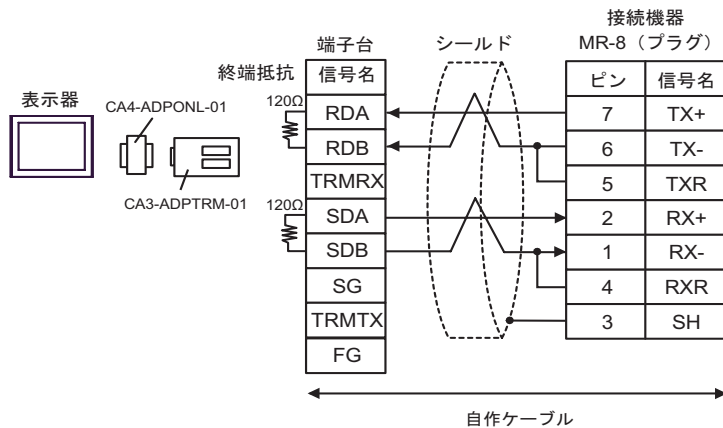 接続機器
端子台 シールド MR-8（プラグ）
終端抵抗 信号名 ピン 信号名
表示器 CA4-ADPONL-01 120Ω RDA 7 TX+
RDB 6 TX-
CA3-ADPTRM-01 TRMRX 5 TXR
120Ω SDA 2 RX+
SDB 1 RX-
SG 4 RXR
TRMTX 3 SH
FG
自作ケーブル